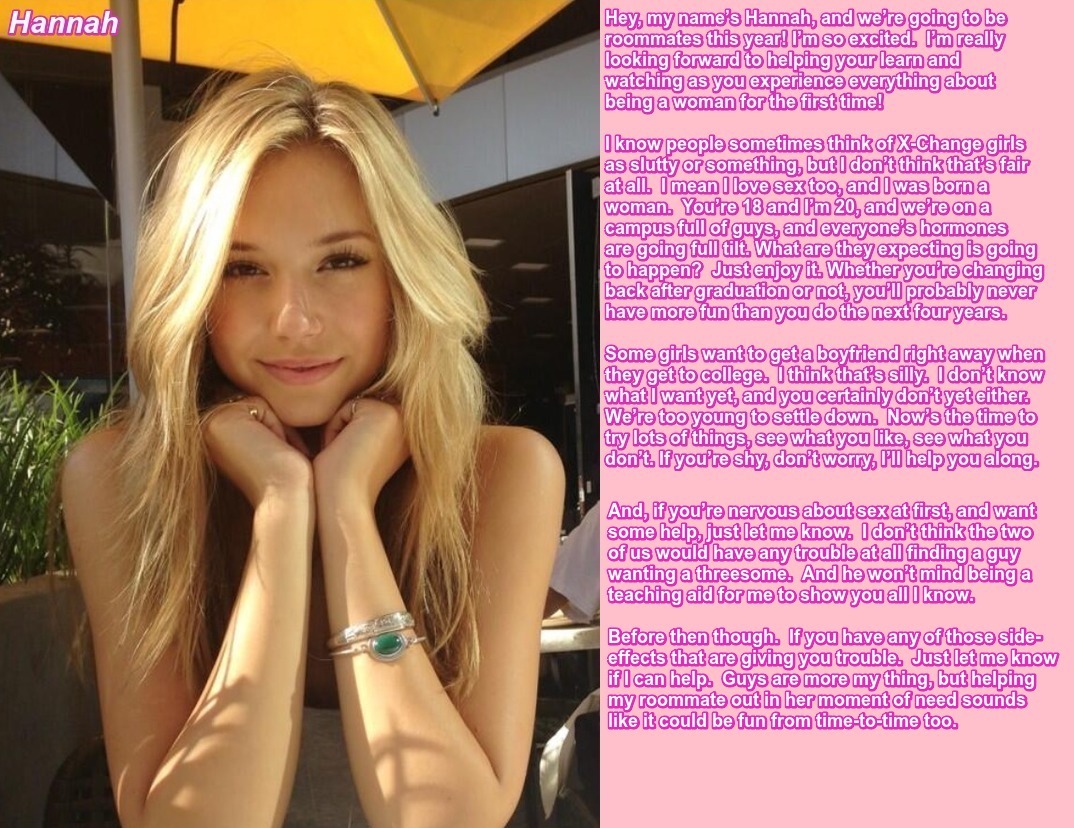 Hannah
Hey, my name's Hannah, and we're going to be
roommates this year! I'm so excited. I'm really
looking forward to helping your learn and
watching as you experience everything about
being a woman for the first time!
I know people sometimes think of X-Change girls
as slutty or something, but I don't think that's fair
at all. I mean I love sex too, and I was born a
woman. You're 18 and I'm 20, and we're on a
campus full of guys, and everyone's hormones
are going full tilt. What are they expecting is going
to happen? Just enjoy it. Whether you're changing
back after graduation or not, you'll probably never
have more fun than you do the next four years.
Some girls want to get a boyfriend right away when
they get to college. I think that's silly. I don't know
what I want yet, and you certainly don't yet either.
We're too young to settle down. Now's the time to
try lots of things, see what you like, see what you
don't. If you're shy, don't worry, I'll help you along.
And, if you're nervous about sex at first, and want
some help, just let me know. I don't think the two
of us would have any trouble at all finding a guy
wanting a threesome. And he won't mind being a
teaching aid for me to show you all I know.
Before then though. If you have any of those side-
effects that are giving you trouble. Just let me know
if I can help. Guys are more my thing, but helping
my roommate out in her moment of need sounds
like it could be fun from time-to-time too.